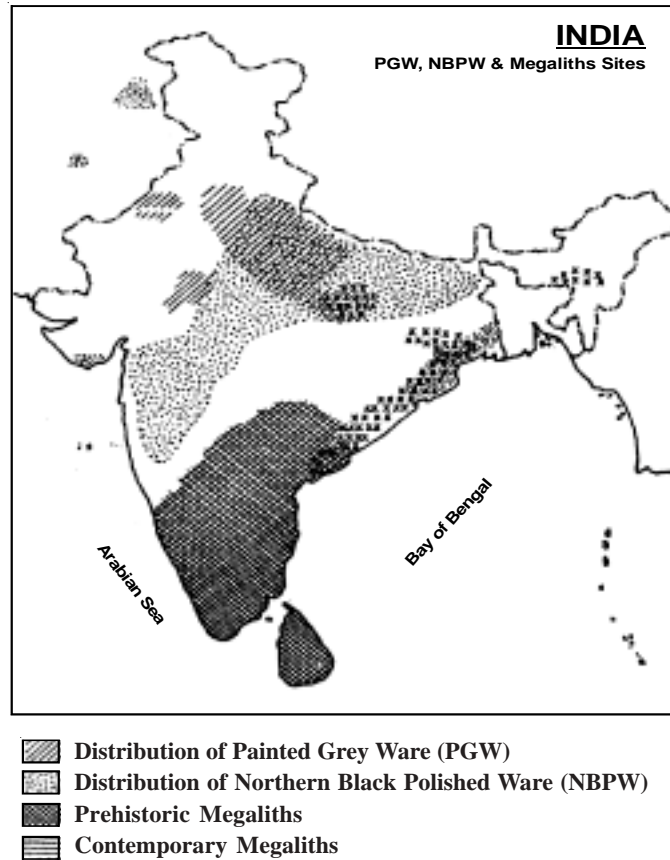 INDIA
PGW, NBPW & Megaliths Sites
Arabian Sea
Bay of Bengal
Distribution of Painted Grey Ware (PGW)
Distribution of Northern Black Polished Ware (NBPW)
Prehistoric Megaliths
Contemporary Megaliths